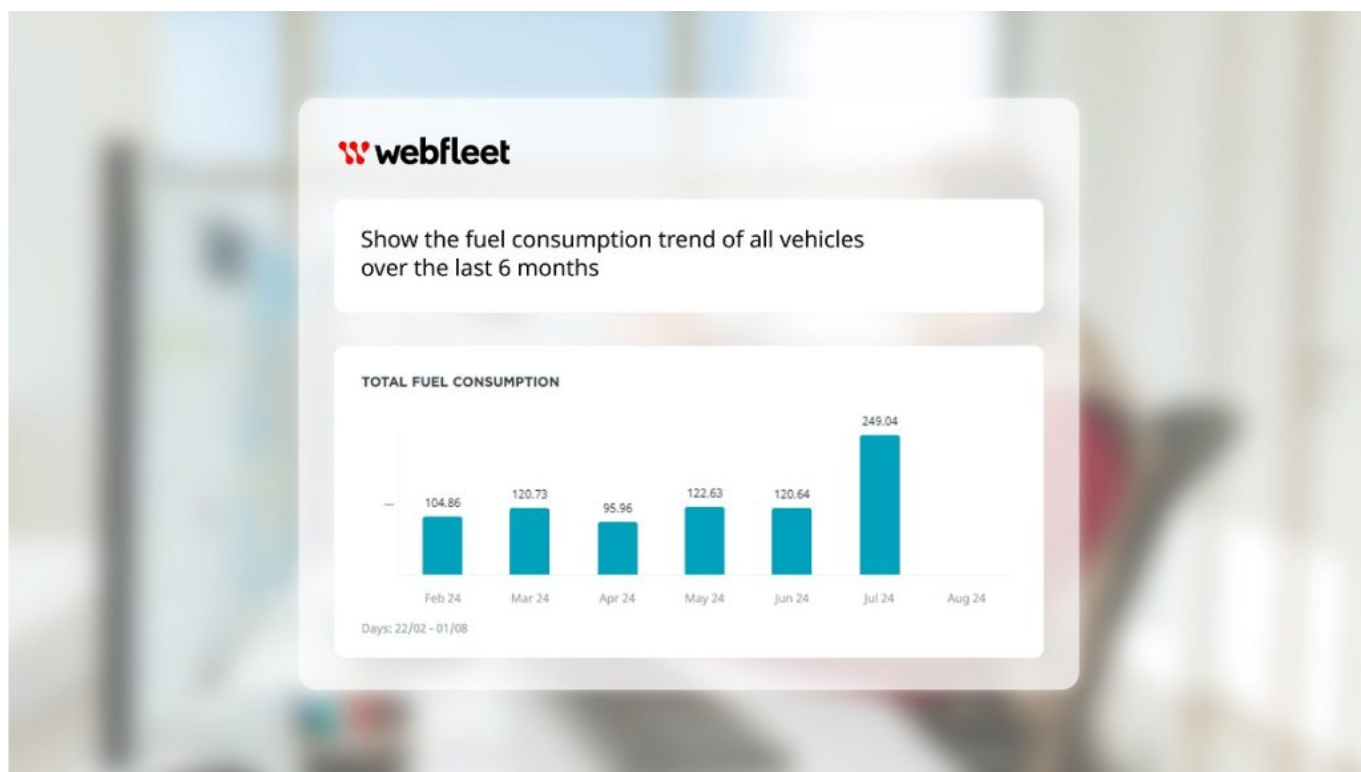 webfleet
Show the fuel consumption trend of all vehicles
over the last 6 months
TOTAL FUEL CONSUMPTION
249.04
104.86 120.73 95.96 122.63 120.64
Feb 24 Mar 24 Apr 24 May 24 Jun 24 Jul 24 Aug 24
Days: 22/02 - 01/08